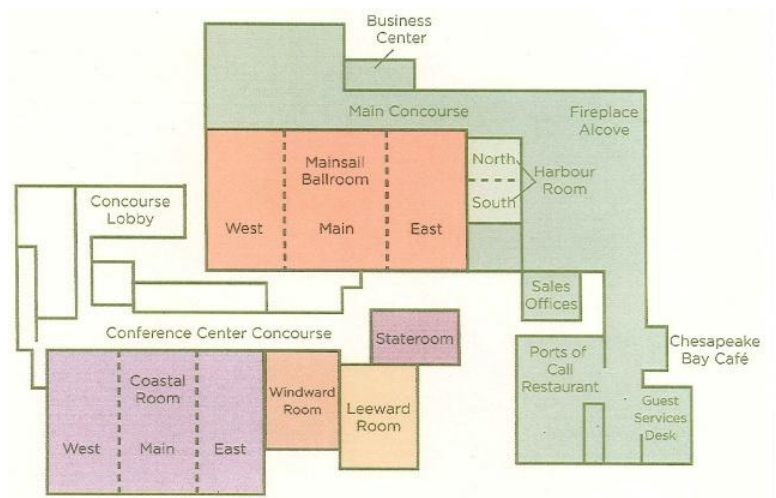 Business
Center
Main Concourse
Fireplace
Alcove
Mainsail
Ballroom
North
South
Harbour
Room
Concourse
Lobby
West
Main
East
Sales
Offices
Conference Center Concourse
Stateroom
Chesapeake
Bay Café
Ports of
Call
Restaurant
Coastal
Room
Windward
Room
Leeward
Room
Guest
Services
Desk
West
Main
East